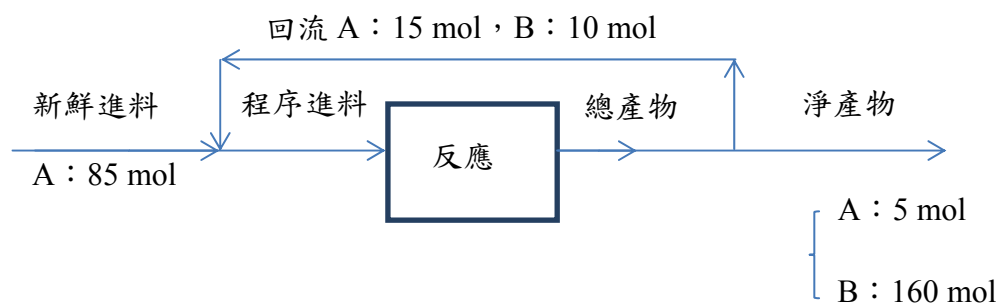 回流 A：15 mol，B：10 mol
新鮮進料
程序進料
總產物
淨產物
A：85 mol
反應
A：5 mol
B：160 mol